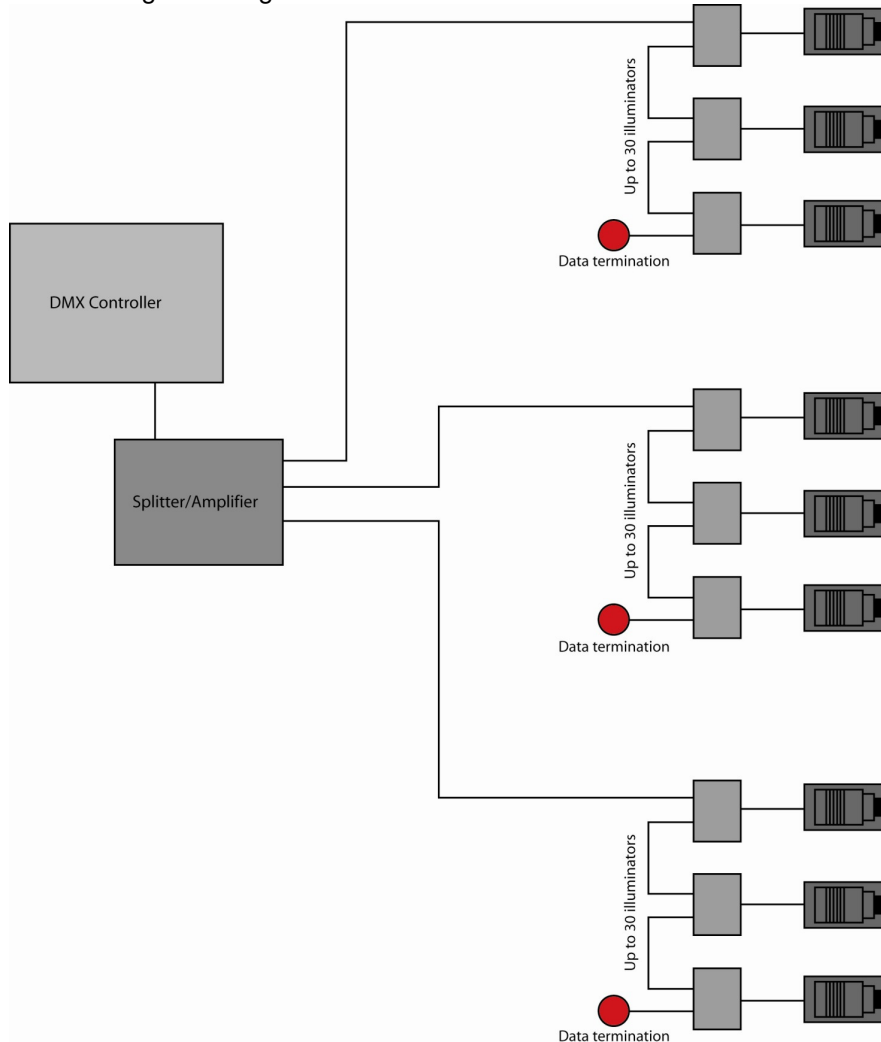 Up to 30 illuminators
Data termination
DMX Controller
Splitter/Amplifier
Up to 30 illuminators
Data termination
Up to 30 illuminators
Data termination